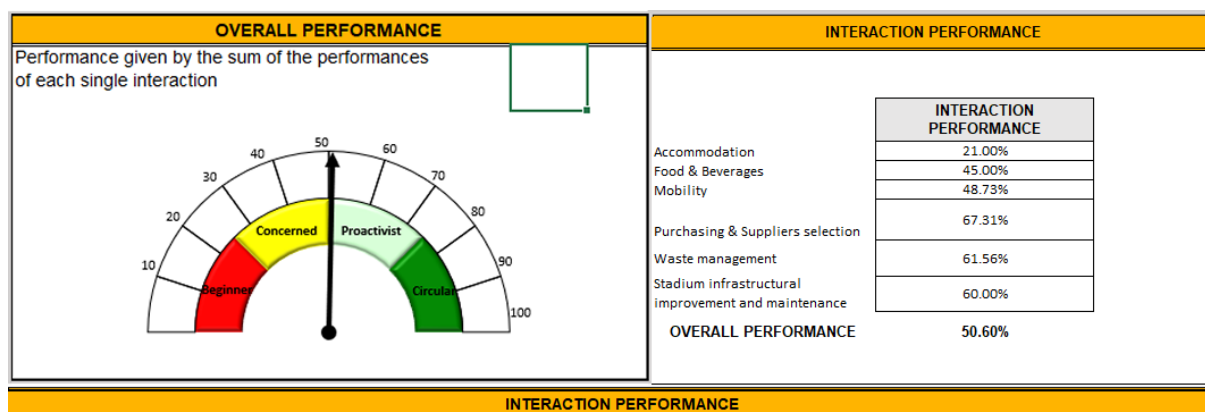 OVERALL PERFORMANCE
Performance given by the sum of the performances
of each single interaction
10
20
30
40
50
60
70
80
90
100
Beginner
Concerned
Proactivist
Circular
INTERACTION PERFORMANCE
INTERACTION
PERFORMANCE
Accommodation 21.00%
Food & Beverages 45.00%
Mobility 48.73%
Purchasing & Suppliers selection 67.31%
Waste management 61.56%
Stadium infrastructural
improvement and maintenance 60.00%
OVERALL PERFORMANCE 50.60%
INTERACTION PERFORMANCE